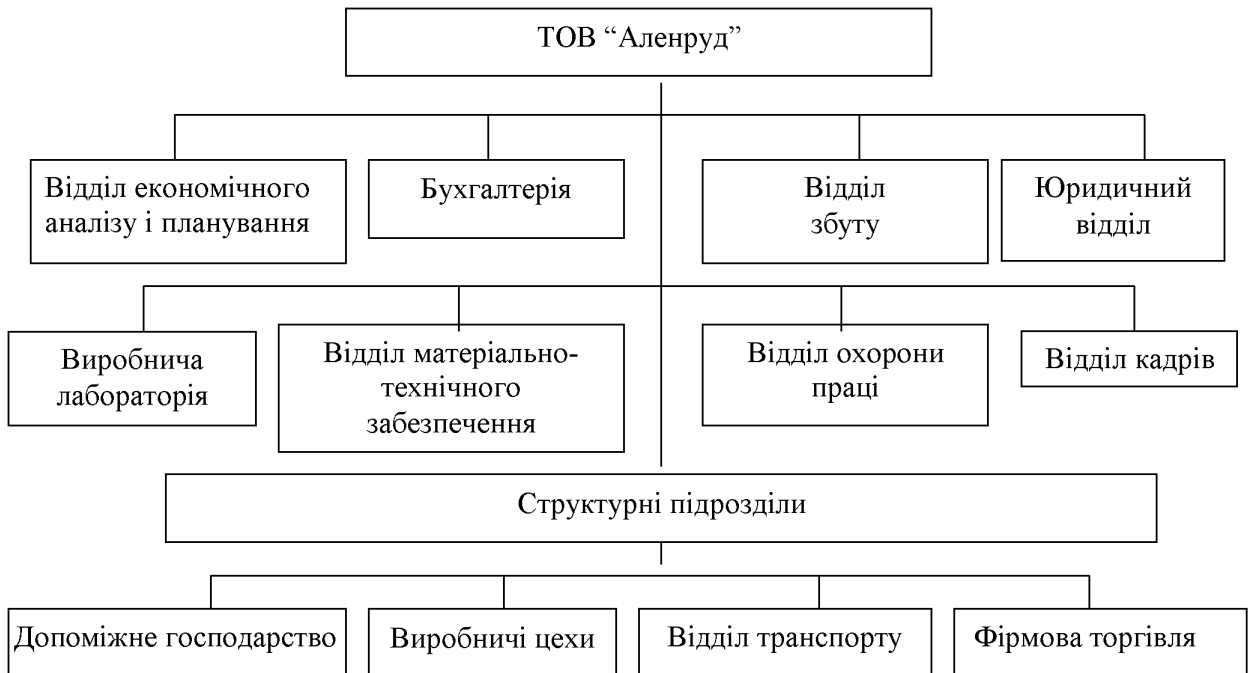 ТОВ “Аленруд”
Відділ економічного
аналізу і планування
Бухгалтерія
Відділ
збуту
Юридичний
відділ
Виробнича
лабораторія
Відділ матеріально-
технічного
забезпечення
Відділ охорони
праці
Відділ кадрів
Структурні підрозділи
Допоміжне господарство
Виробничі цехи
Відділ транспорту
Фірмова торгівля